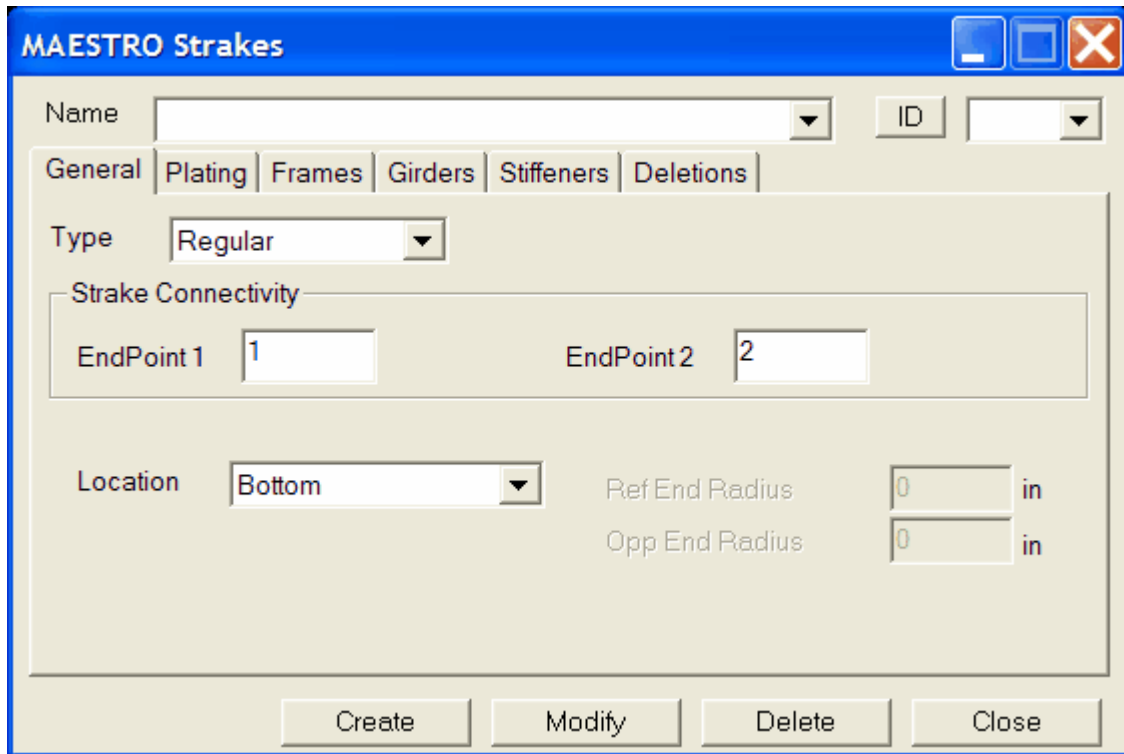 MAESTRO Strakes
Name ID
General Plating Frames Girders Stiffeners Deletions
Type Regular
Strake Connectivity
EndPoint 1 1 EndPoint 2 2
Location Bottom Ref End Radius 0 in
Opp End Radius 0 in
Create Modify Delete Close